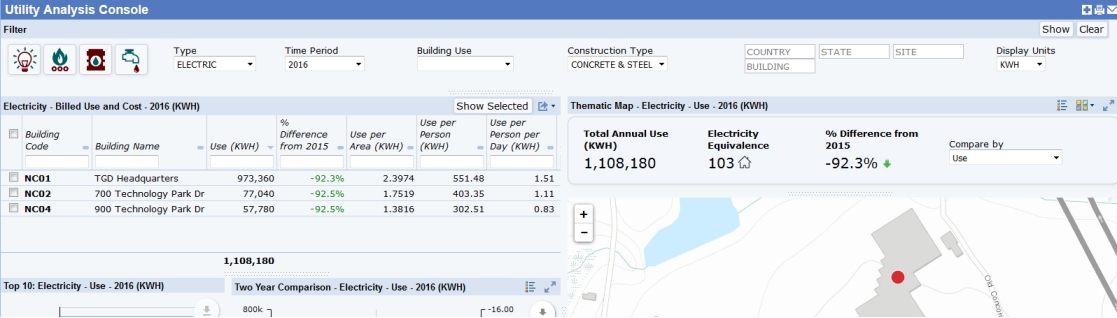 Utility Analysis Console
Filter
Show Clear
Type
ELECTRIC
Time Period
2016
Building Use
Construction Type
CONCRETE & STEEL
COUNTRY STATE SITE
BUILDING
Display Units
KWH
Electricity - Billed Use and Cost - 2016 (KWH)
Show Selected
Building Code Building Name Use (KWH) % Difference from 2015 Use per Area (KWH) Use per Person (KWH) Use per Person per Day (KWH)
NC01 TGD Headquarters 973,360 -92.3% 2.3974 551.48 1.51
NC02 700 Technology Park Dr 77,040 -92.5% 1.7519 403.35 1.11
NC04 900 Technology Park Dr 57,780 -92.5% 1.3816 302.51 0.83
1,108,180
Thematic Map - Electricity - Use - 2016 (KWH)
Total Annual Use (KWH)
1,108,180
Electricity Equivalence
103
% Difference from 2015
-92.3%
Compare by
Use
+
−
Top 10: Electricity - Use - 2016 (KWH)
Two Year Comparison - Electricity - Use - 2016 (KWH)
800k
-16.00